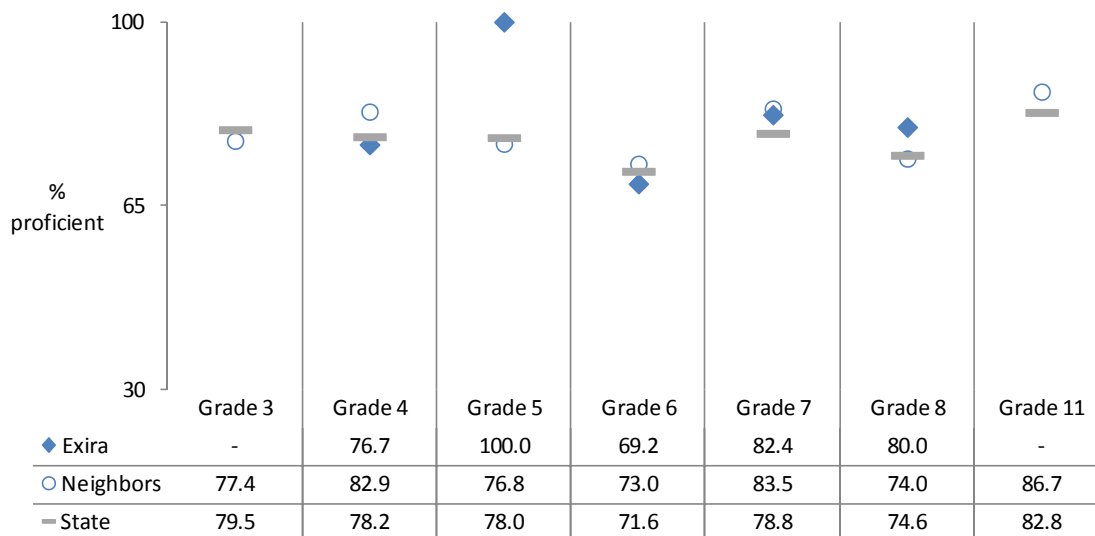 100
65
30
%
proficient
Grade 3 Grade 4 Grade 5 Grade 6 Grade 7 Grade 8 Grade 11
Exira - 76.7 100.0 69.2 82.4 80.0 -
Neighbors 77.4 82.9 76.8 73.0 83.5 74.0 86.7
State 79.5 78.2 78.0 71.6 78.8 74.6 82.8